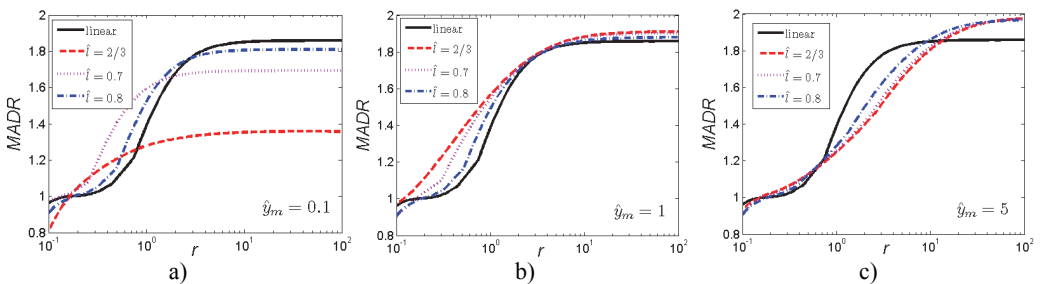 2
1.8
1.6
1.4
1.2
1
0.8
MADR
linear
l̂ = 2/3
l̂ = 0.7
l̂ = 0.8
ŷ_m = 0.1
10^-1 10^0 10^1 10^2
r
a)
2
1.8
1.6
1.4
1.2
1
0.8
MADR
linear
l̂ = 2/3
l̂ = 0.7
l̂ = 0.8
ŷ_m = 1
10^-1 10^0 10^1 10^2
r
b)
2
1.8
1.6
1.4
1.2
1
0.8
MADR
linear
l̂ = 2/3
l̂ = 0.7
l̂ = 0.8
ŷ_m = 5
10^-1 10^0 10^1 10^2
r
c)